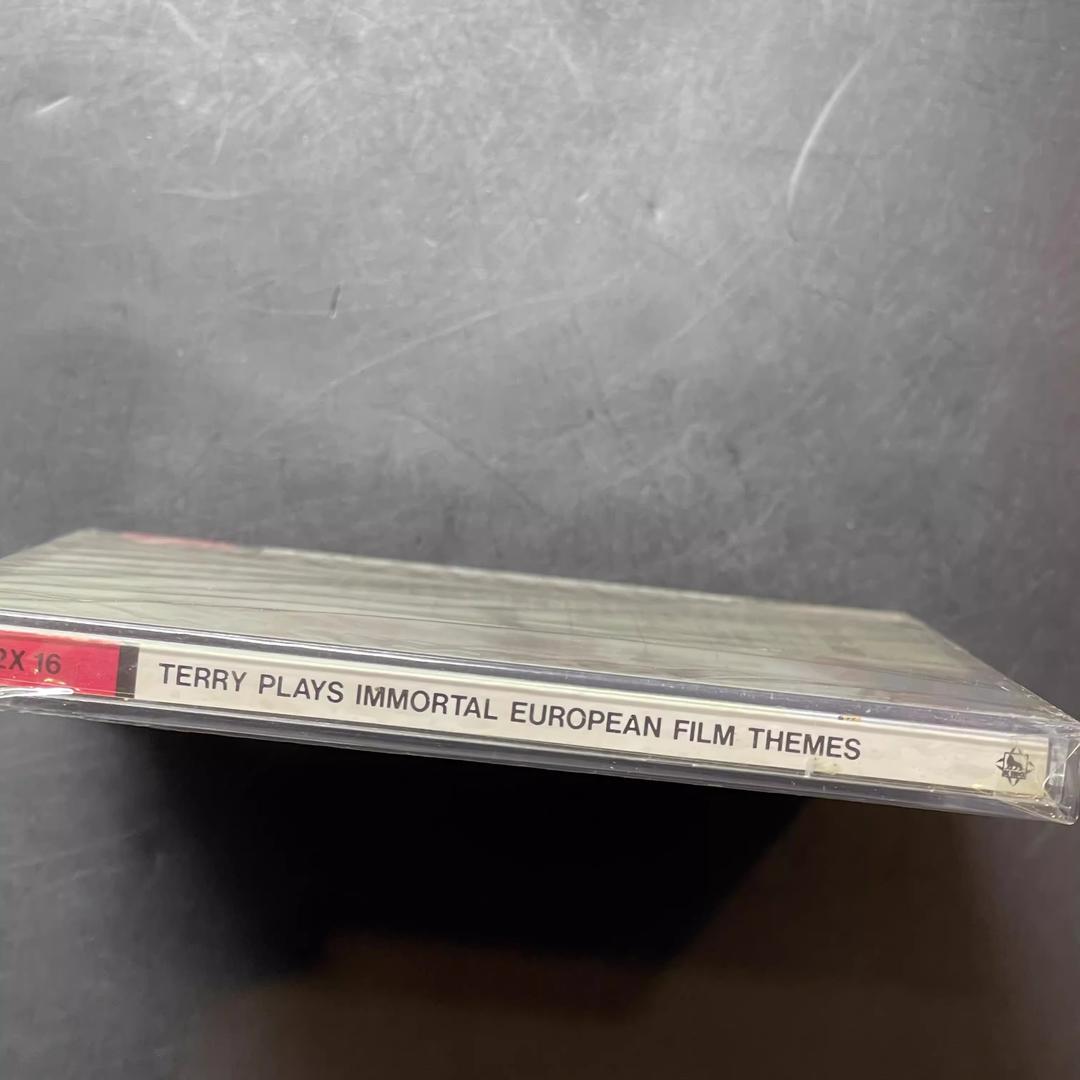 2X 16
TERRY PLAYS IMMORTAL EUROPEAN FILM THEMES